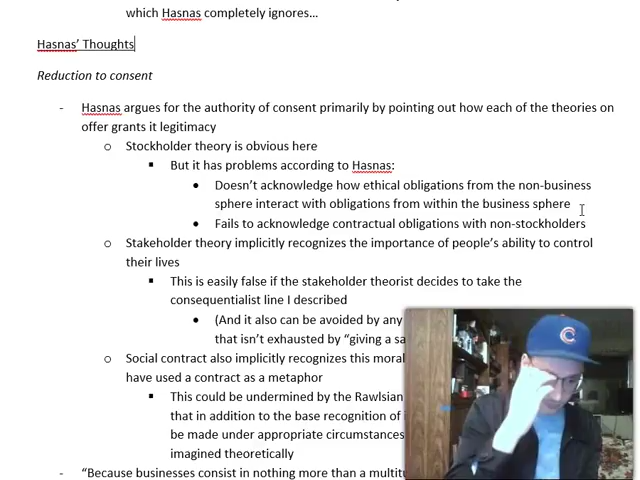 which Hasnas completely ignores…
Hasnas’ Thoughts
Reduction to consent
- Hasnas argues for the authority of consent primarily by pointing out how each of the theories on
offer grants it legitimacy
o Stockholder theory is obvious here
▪ But it has problems according to Hasnas:
• Doesn’t acknowledge how ethical obligations from the non-business
sphere interact with obligations from within the business sphere
• Fails to acknowledge contractual obligations with non-stockholders
o Stakeholder theory implicitly recognizes the importance of people’s ability to control
their lives
▪ This is easily false if the stakeholder theorist decides to take the
consequentialist line I described
• (And it also can be avoided by any
that isn’t exhausted by “giving a
o Social contract also implicitly recognizes this moral
have used a contract as a metaphor
▪ This could be undermined by the Rawlsian
that in addition to the base recognition of
be made under appropriate circumstances
imagined theoretically
- “Because businesses consist in nothing more than a
C